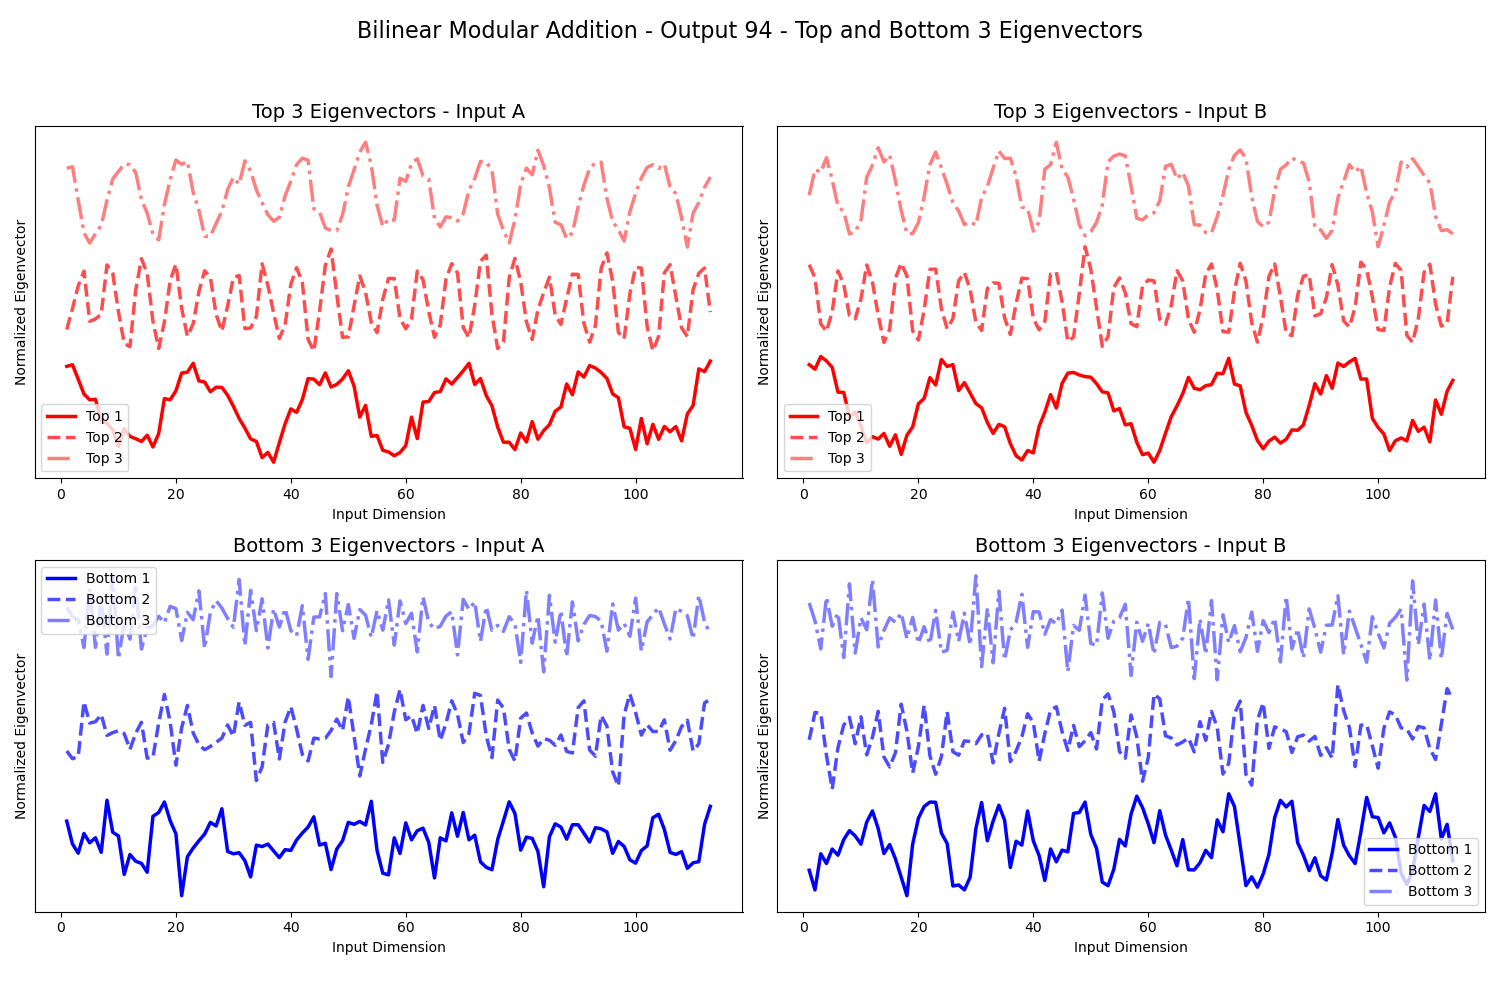 Bilinear Modular Addition - Output 94 - Top and Bottom 3 Eigenvectors
Top 3 Eigenvectors - Input A
Normalized Eigenvector
Top 1
Top 2
Top 3
0 20 40 60 80 100
Input Dimension
Top 3 Eigenvectors - Input B
Normalized Eigenvector
Top 1
Top 2
Top 3
0 20 40 60 80 100
Input Dimension
Bottom 3 Eigenvectors - Input A
Normalized Eigenvector
Bottom 1
Bottom 2
Bottom 3
0 20 40 60 80 100
Input Dimension
Bottom 3 Eigenvectors - Input B
Normalized Eigenvector
Bottom 1
Bottom 2
Bottom 3
0 20 40 60 80 100
Input Dimension